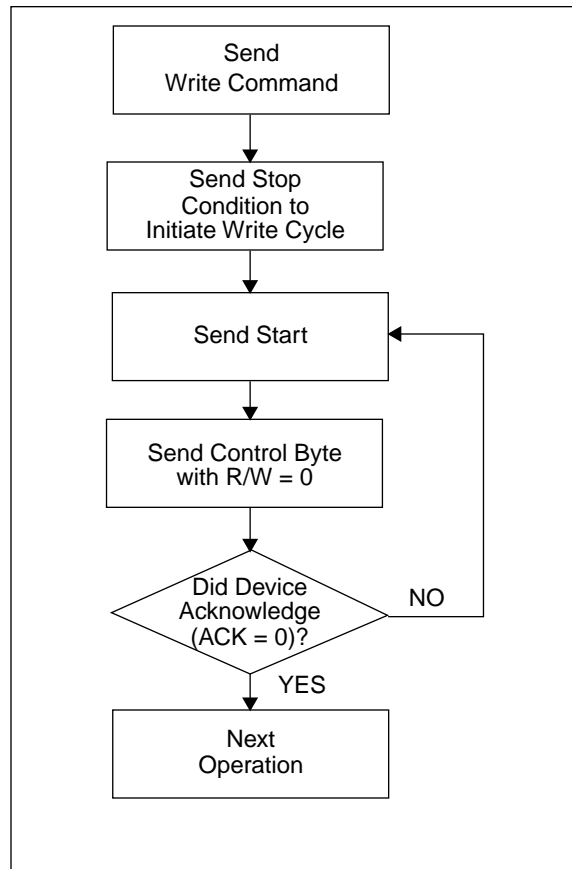 Send
Write Command
Send Stop
Condition to
Initiate Write Cycle
Send Start
Send Control Byte
with R/W = 0
Did Device
Acknowledge
(ACK = 0)?
NO
YES
Next
Operation